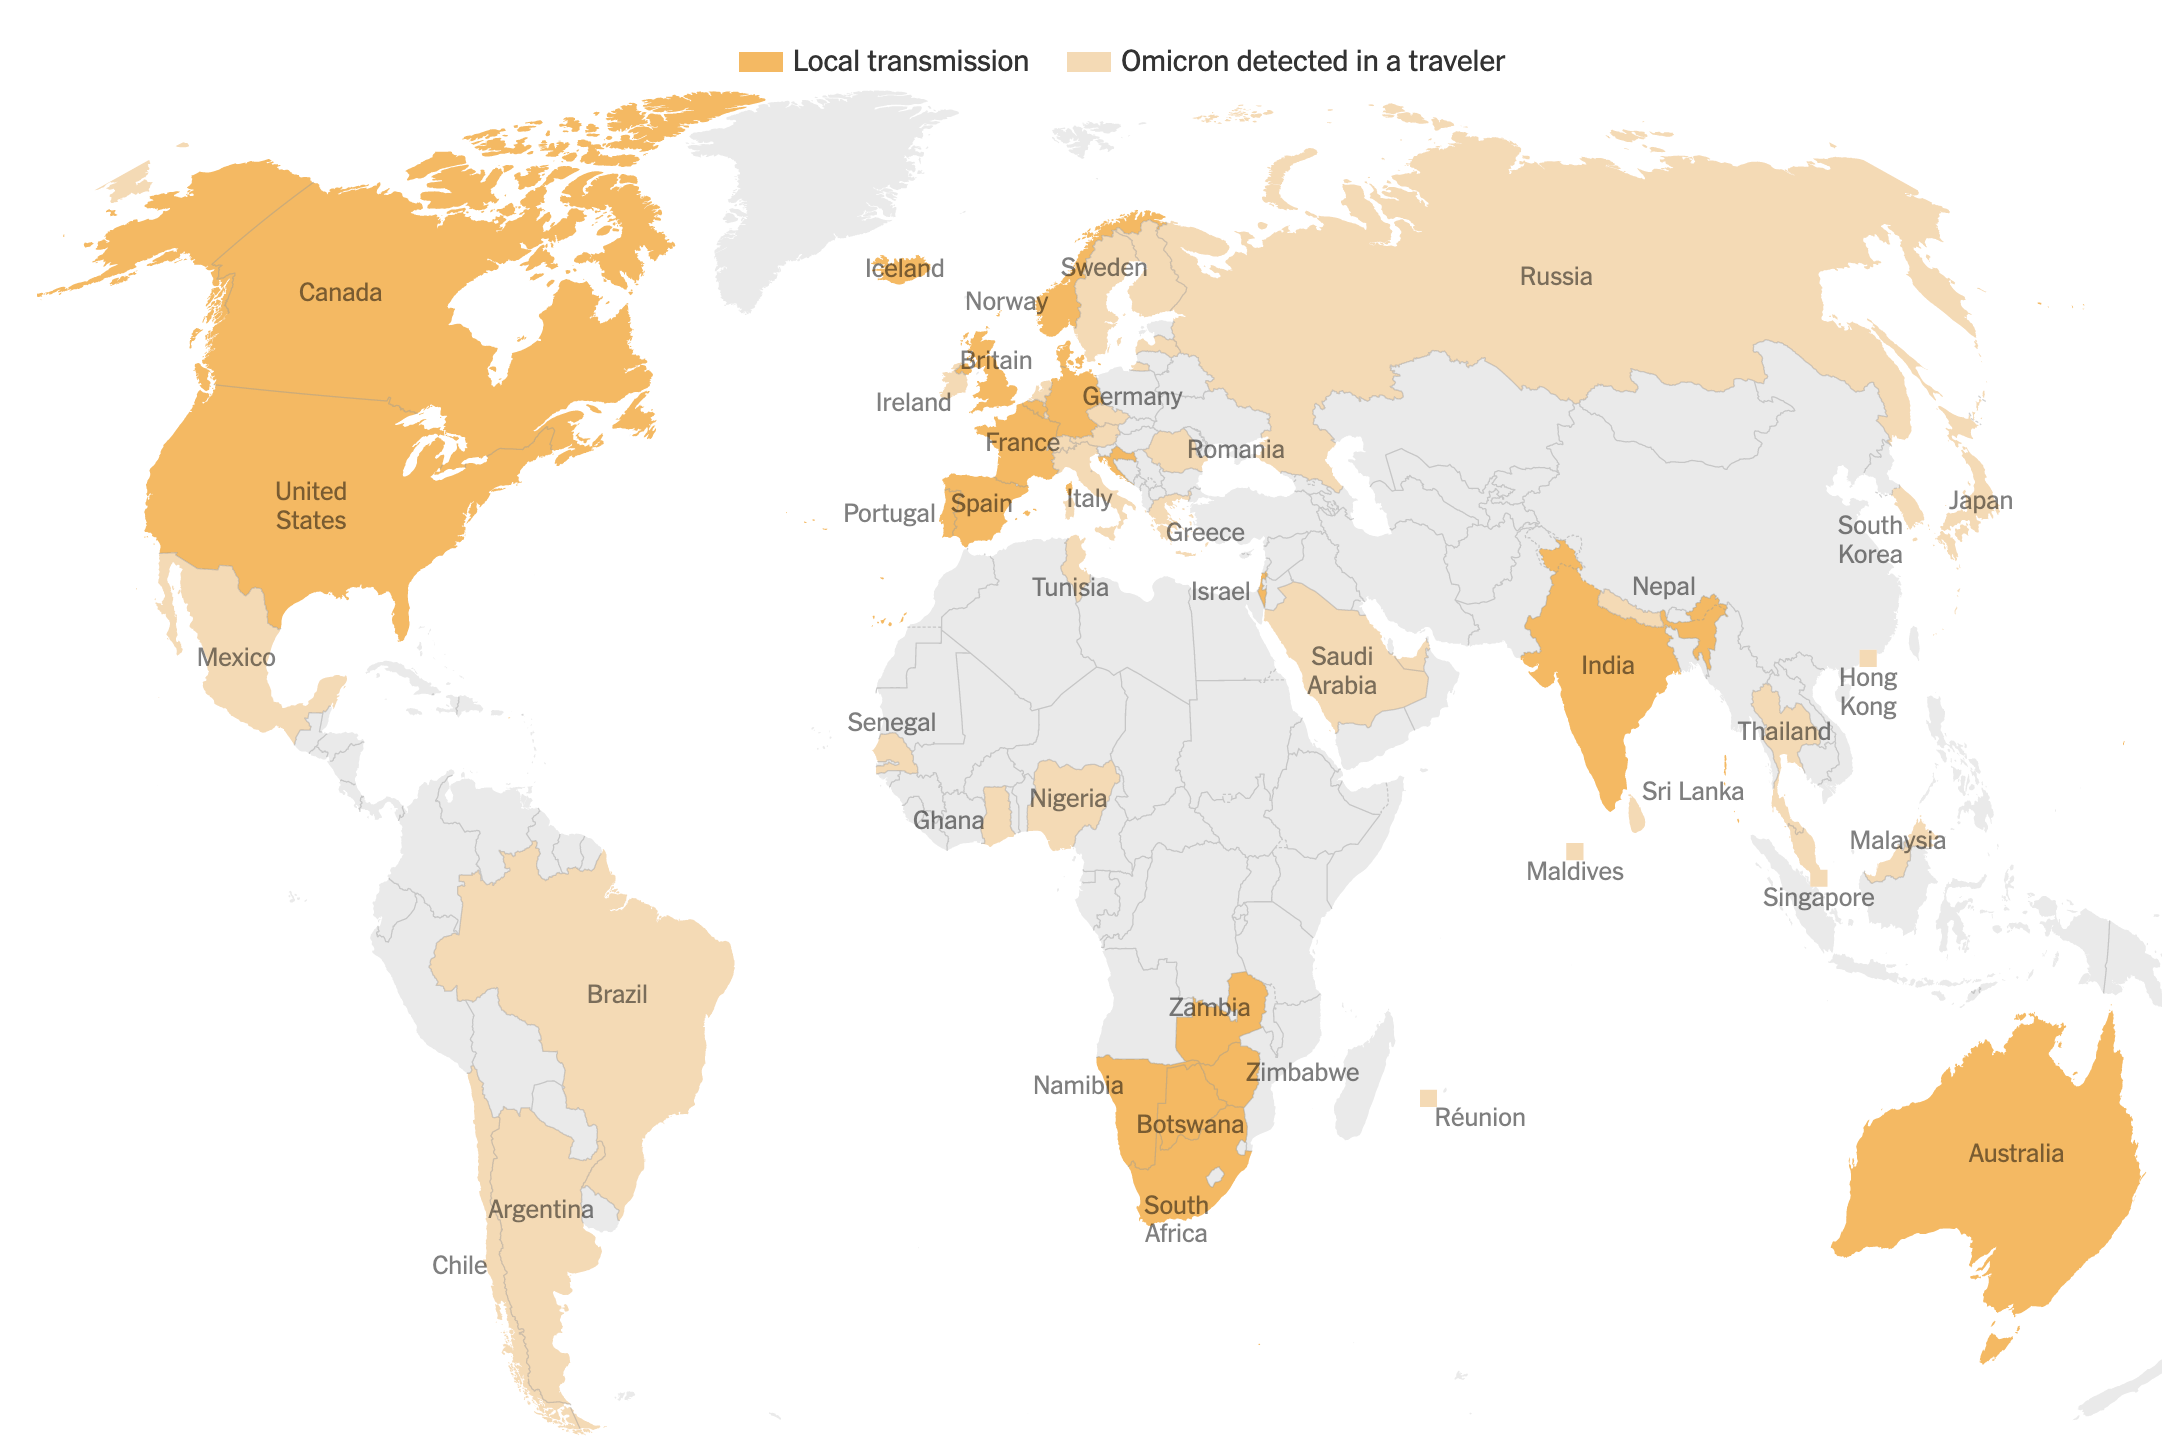 Local transmission
Omicron detected in a traveler
Canada
Iceland
Sweden
Russia
Norway
Britain
Ireland
Germany
France
Romania
United
States
Portugal
Spain
Italy
Greece
Japan
South
Korea
Tunisia
Israel
Nepal
Mexico
Saudi
Arabia
India
Hong
Kong
Senegal
Thailand
Ghana
Nigeria
Sri Lanka
Malaysia
Maldives
Singapore
Brazil
Zambia
Namibia
Zimbabwe
Botswana
Réunion
Australia
Argentina
South
Africa
Chile